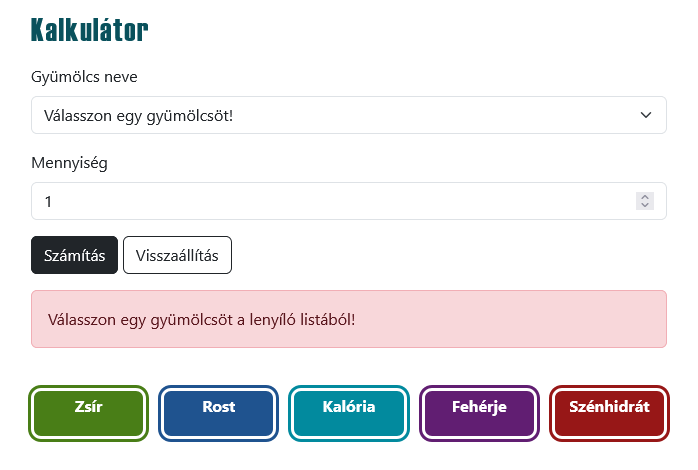 Kalkulátor
Gyümölcs neve
Válasszon egy gyümölcsöt!
Mennyiség
1
Számítás Visszaállítás
Válasszon egy gyümölcsöt a lenyíló listából!
Zsír Rost Kalória Fehérje Szénhidrát